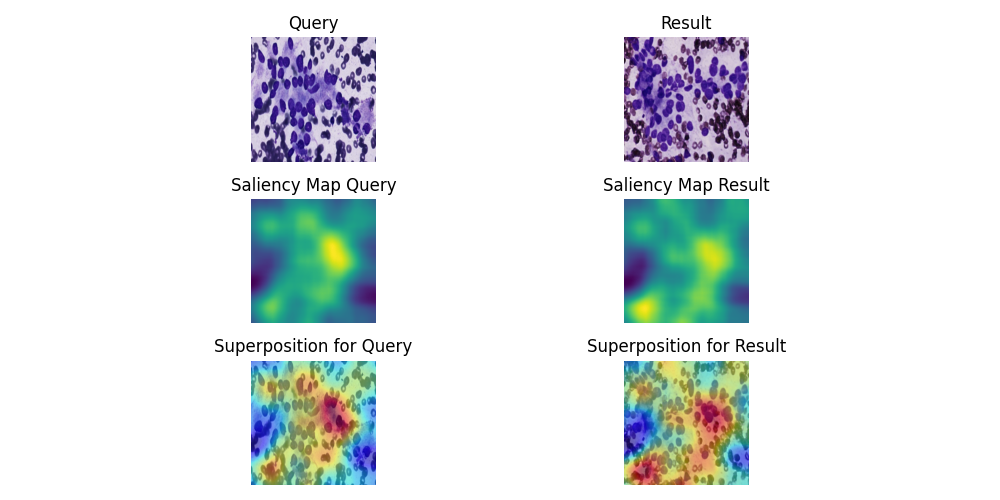 Query
Result
Saliency Map Query
Saliency Map Result
Superposition for Query
Superposition for Result